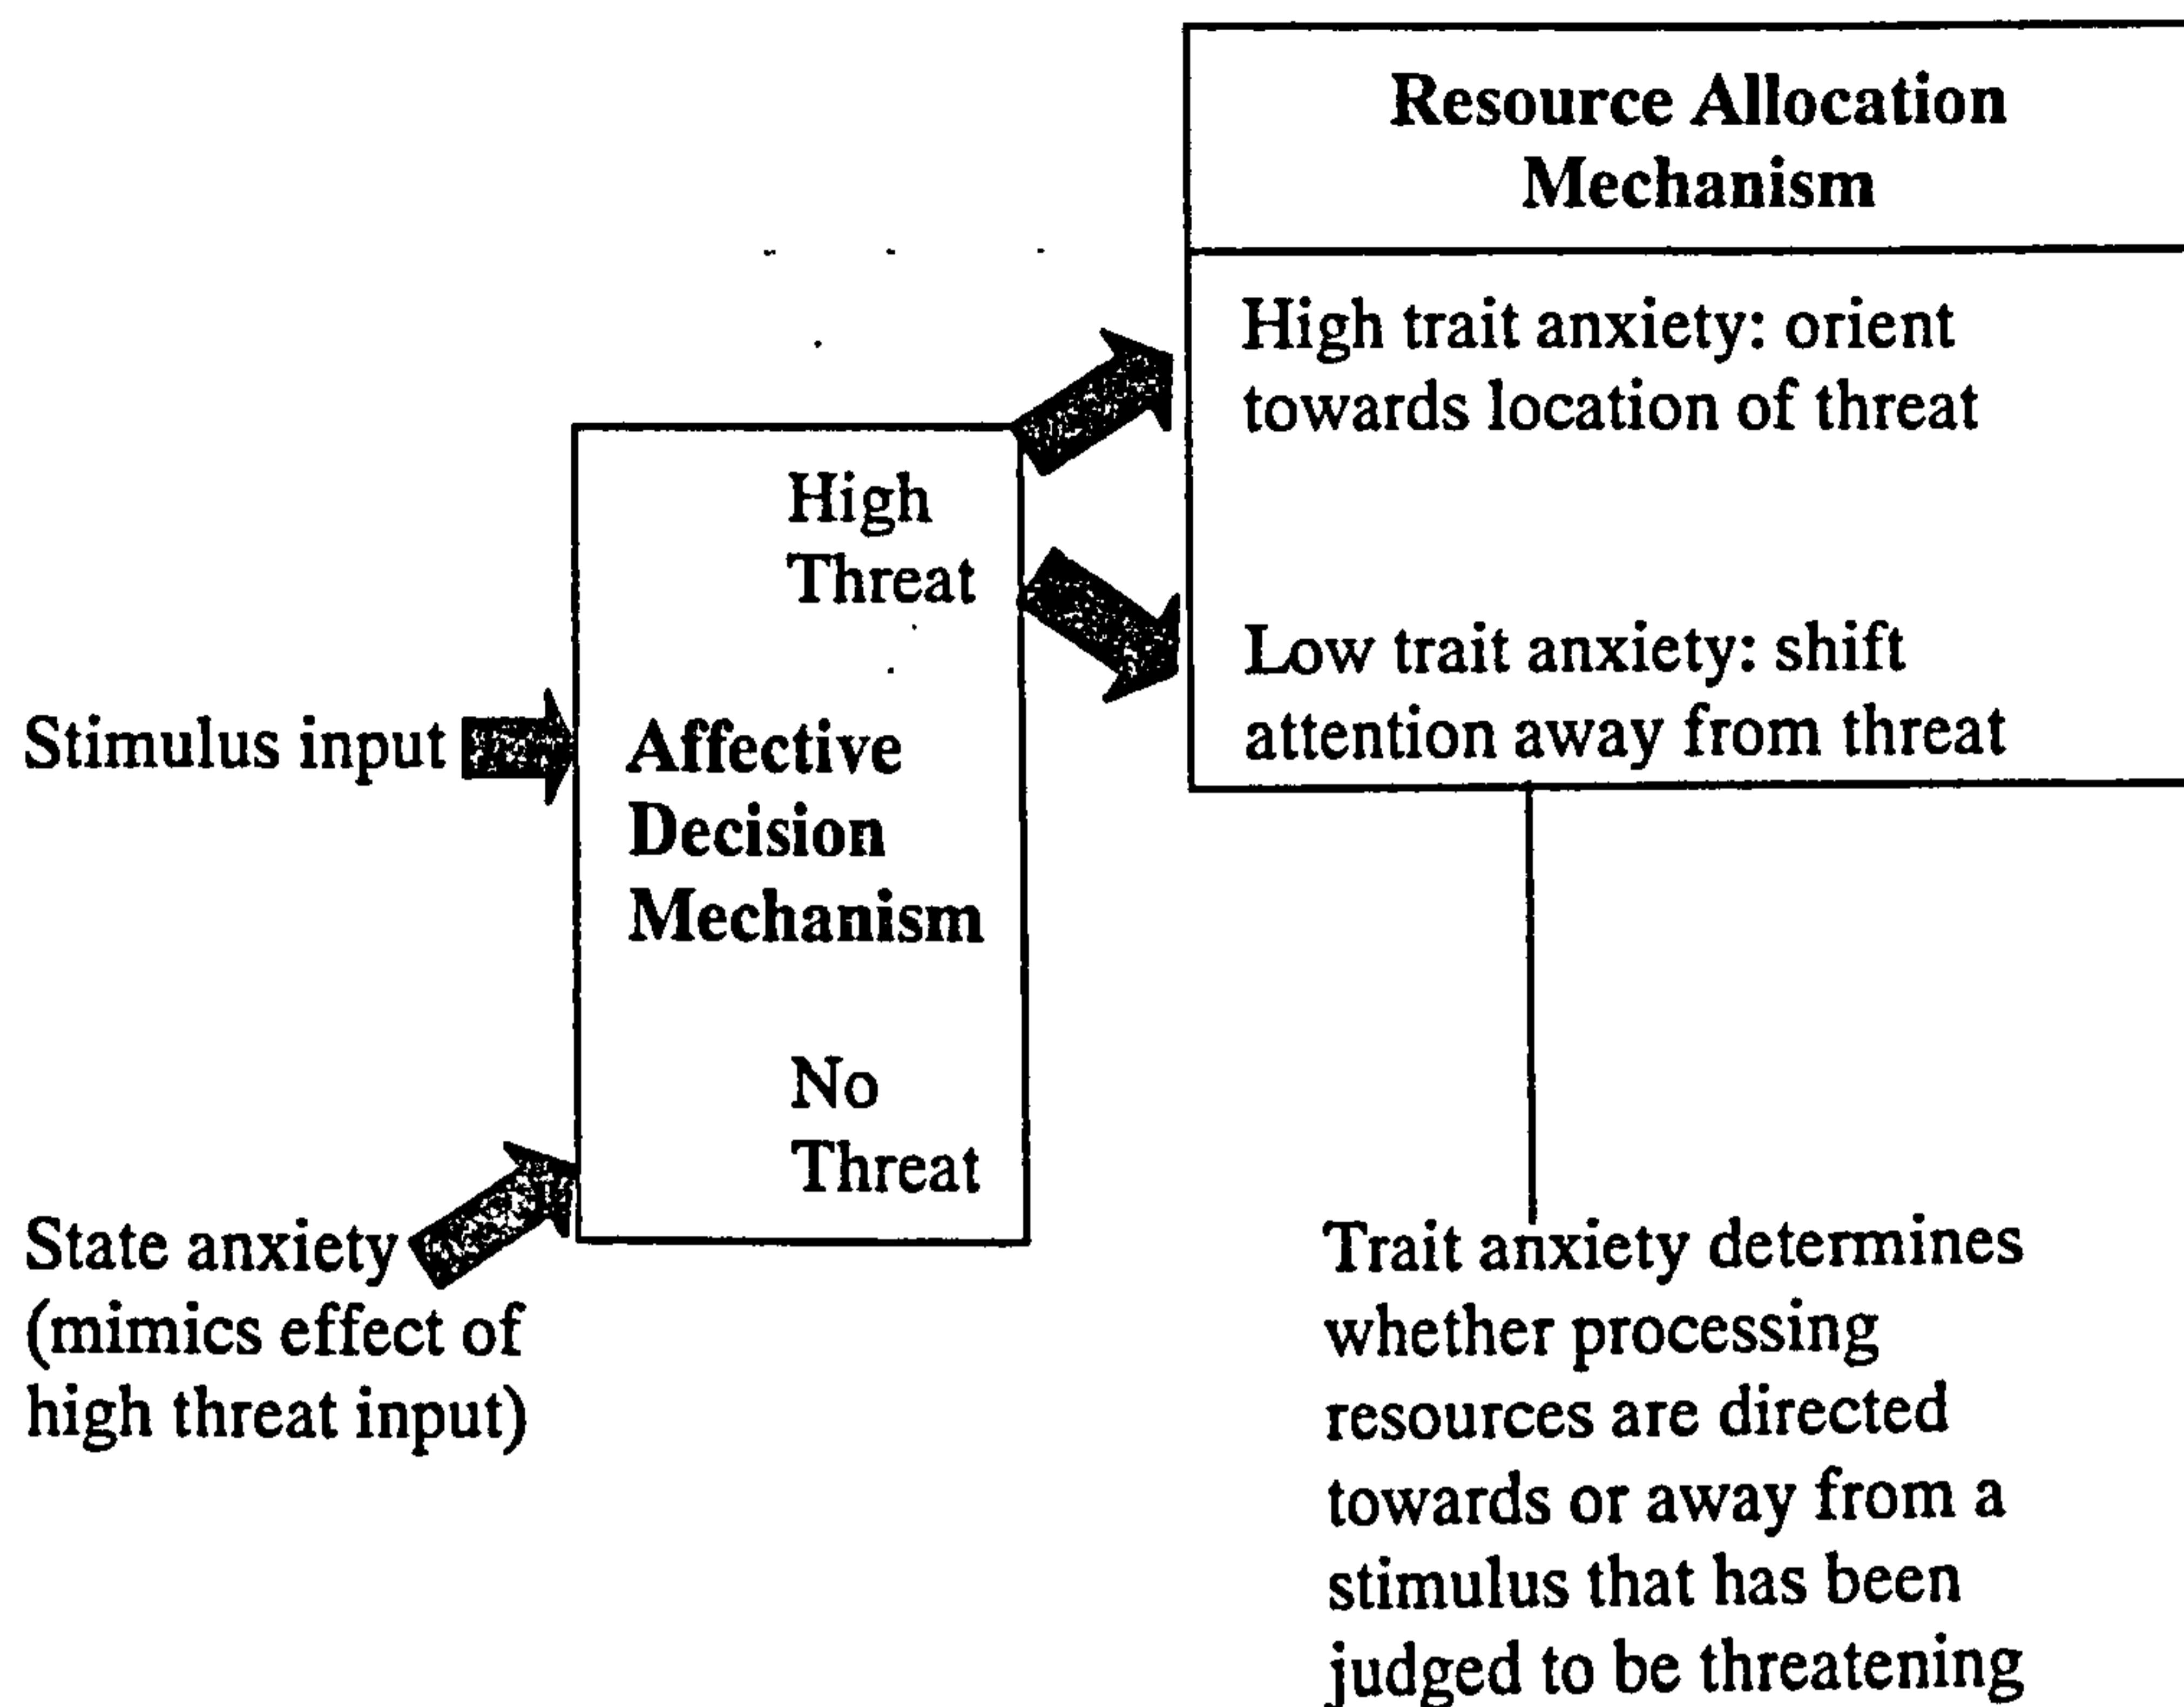 Resource Allocation
Mechanism
High trait anxiety: orient
towards location of threat
Low trait anxiety: shift
attention away from threat
High
Threat
Affective
Decision
Mechanism
No
Threat
Stimulus input
State anxiety
(mimics effect of
high threat input)
Trait anxiety determines
whether processing
resources are directed
towards or away from a
stimulus that has been
judged to be threatening